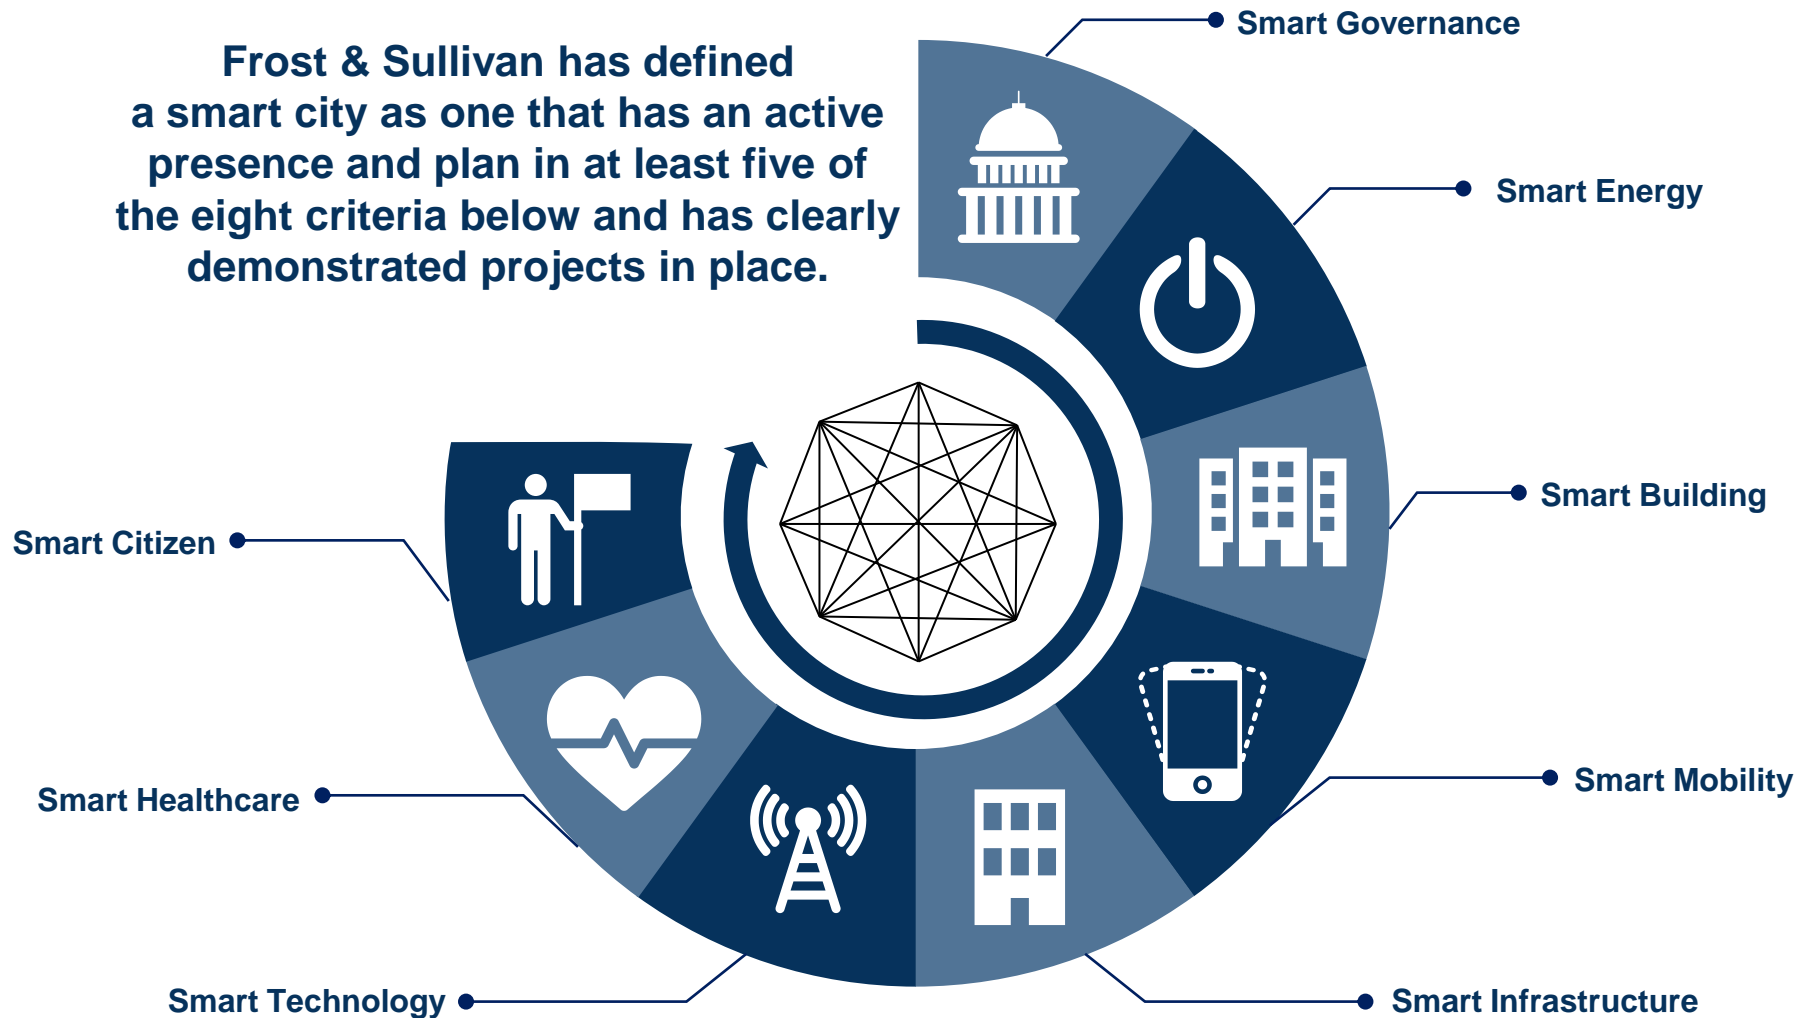 Frost & Sullivan has defined
a smart city as one that has an active
presence and plan in at least five of
the eight criteria below and has clearly
demonstrated projects in place.
Smart Governance
Smart Energy
Smart Building
Smart Mobility
Smart Infrastructure
Smart Technology
Smart Healthcare
Smart Citizen